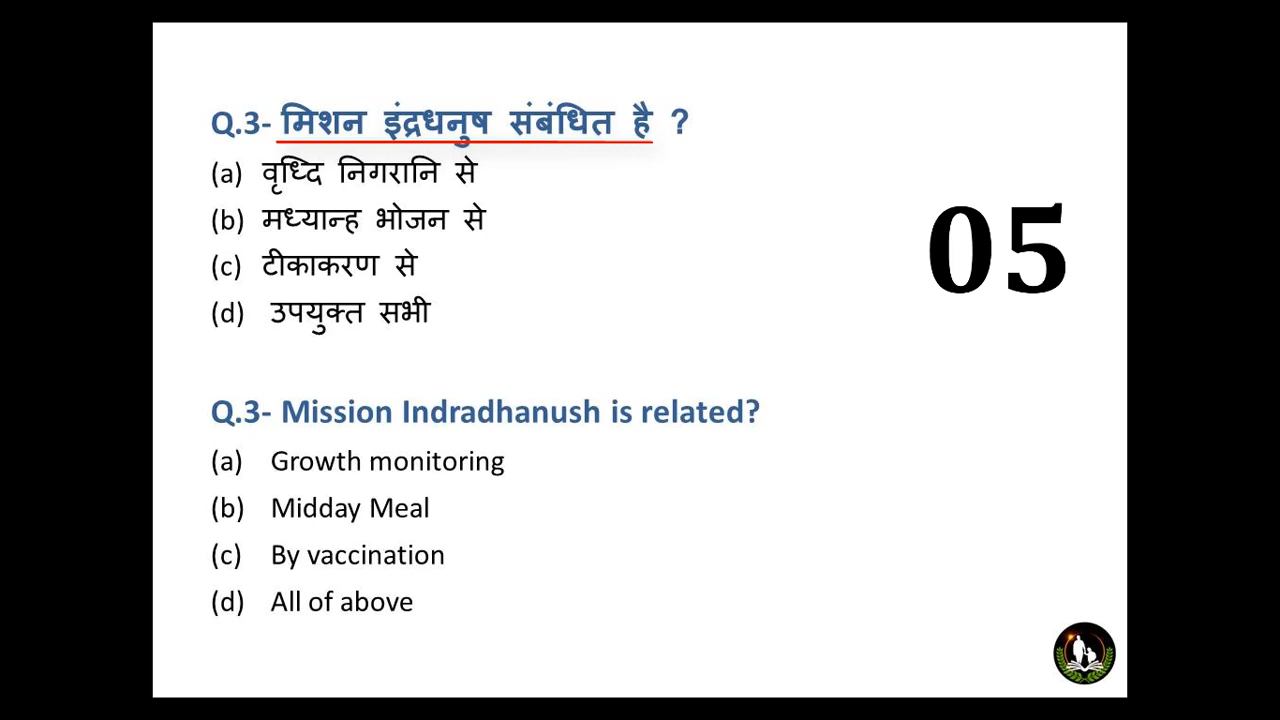 Q.3- मिशन इंद्रधनुष संबंधित है ?
(a) वृध्दि निगरानि से
(b) मध्यान्ह भोजन से
(c) टीकाकरण से
(d) उपयुक्त सभी
05
Q.3- Mission Indradhanush is related?
(a) Growth monitoring
(b) Midday Meal
(c) By vaccination
(d) All of above